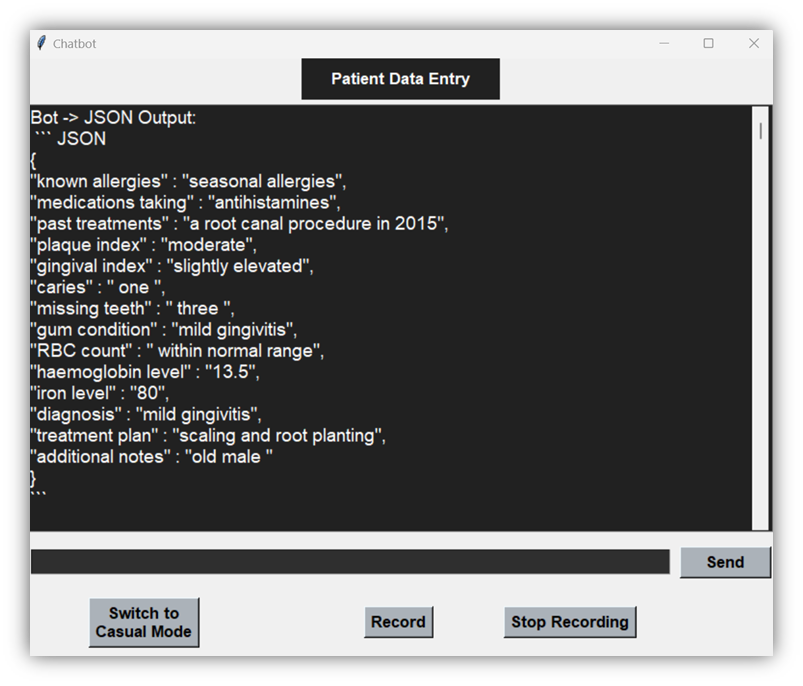 Chatbot
Patient Data Entry
Bot -> JSON Output:
``` JSON
{
"known allergies" : "seasonal allergies",
"medications taking" : "antihistamines",
"past treatments" : "a root canal procedure in 2015",
"plaque index" : "moderate",
"gingival index" : "slightly elevated",
"caries" : " one ",
"missing teeth" : " three ",
"gum condition" : "mild gingivitis",
"RBC count" : " within normal range",
"haemoglobin level" : "13.5",
"iron level" : "80",
"diagnosis" : "mild gingivitis",
"treatment plan" : "scaling and root planting",
"additional notes" : "old male "
}
```
Send
Switch to
Casual Mode
Record
Stop Recording